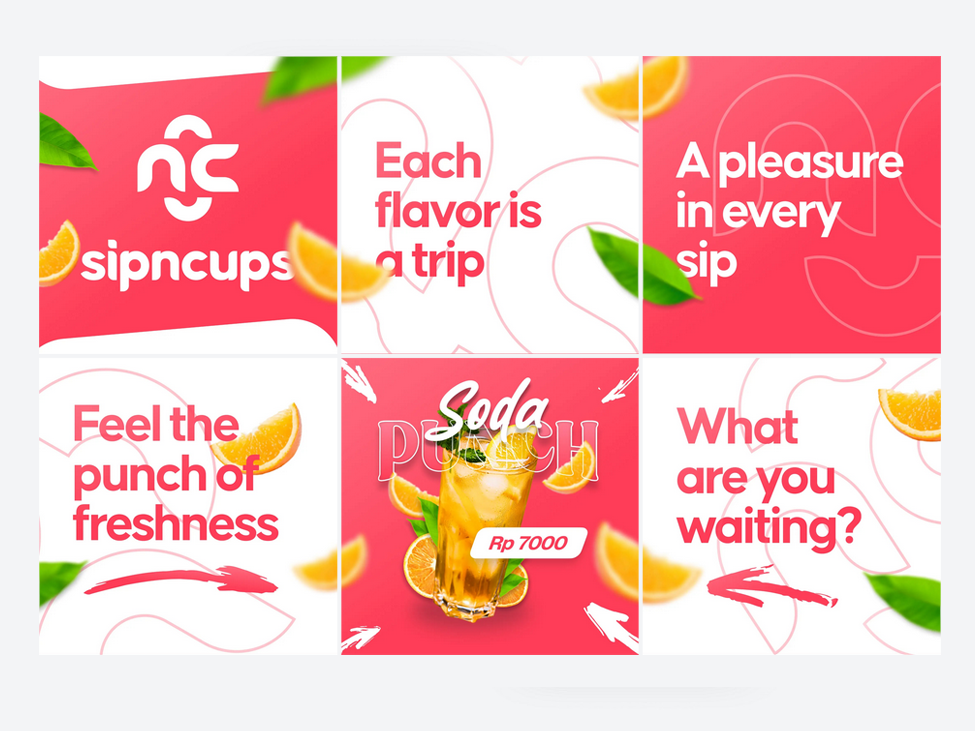 nc
sipncups
Each
flavor is
a trip
A pleasure
in every
sip
Feel the
punch of
freshness
Soda
PUNCH
Rp 7000
What
are you
waiting?